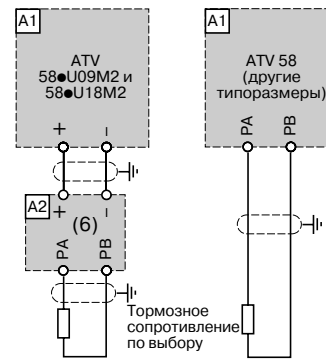 A1
ATV
58●U09M2 и
58●U18M2
+
–
A2
+
–
(6)
PA
PB
Тормозное
сопротивление
по выбору
A1
ATV 58
(другие
типоразмеры)
PA
PB